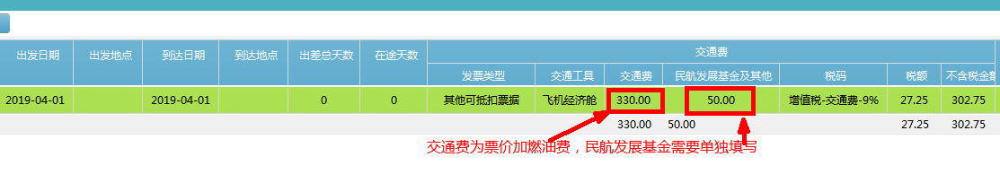 交通费
出发日期 出发地点 到达日期 到达地点 出差总天数 在途天数
发票类型 交通工具 交通费 民航发展基金及其他 税码 税额 不含税金额
2019-04-01 2019-04-01 0 0 其他可抵扣票据 飞机经济舱 330.00 50.00 增值税-交通费-9% 27.25 302.75
330.00 50.00 27.25 302.75
交通费为票价加燃油费，民航发展基金需要单独填写